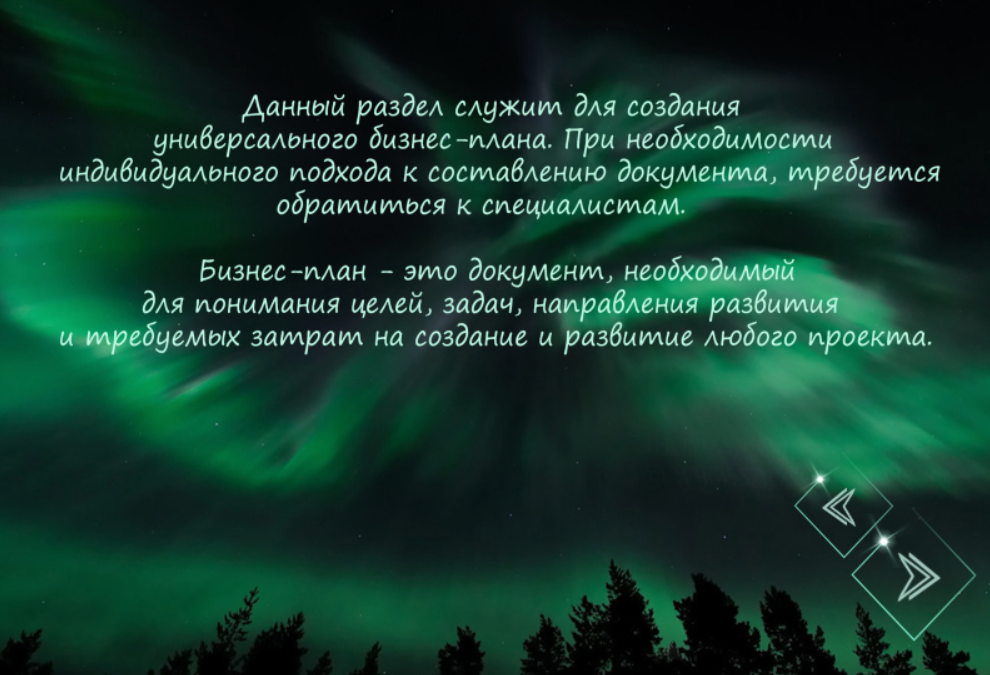 Данный раздел служит для создания
универсального бизнес-плана. При необходимости
индивидуального подхода к составлению документа, требуется
обратиться к специалистам.
Бизнес-план - это документ, необходимый
для понимания целей, задач, направления развития
и требуемых затрат на создание и развитие любого проекта.